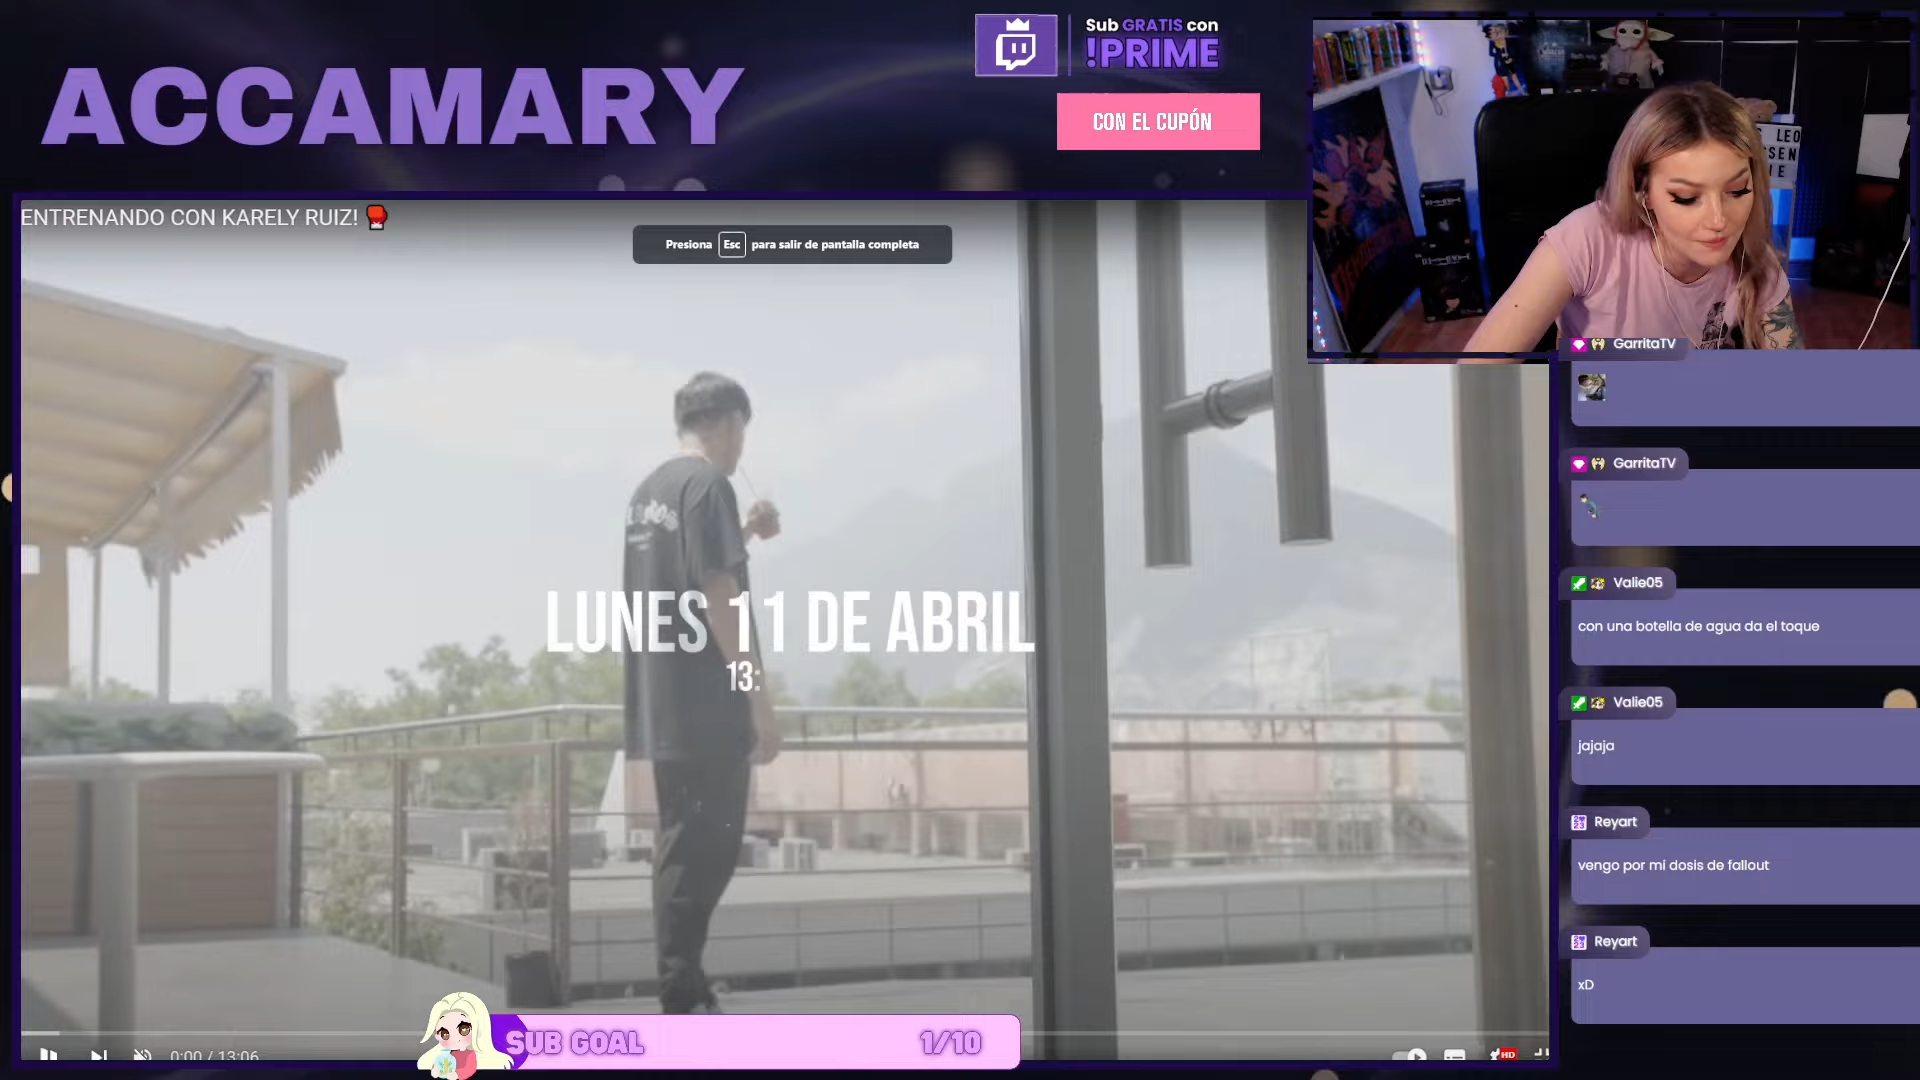 Sub GRATIS con
!PRIME
ACCAMARY
CON EL CUPÓN
LEO
ENTRENANDO CON KARELY RUIZ!
Presiona Esc para salir de pantalla completa
GarritaTV
GarritaTV
Valie05
con una botella de agua da el toque
LUNES 11 DE ABRIL
13:
Valie05
jajaja
Reyart
vengo por mi dosis de fallout
Reyart
xD
SUB GOAL 1/10
0:00 / 13:06
HD